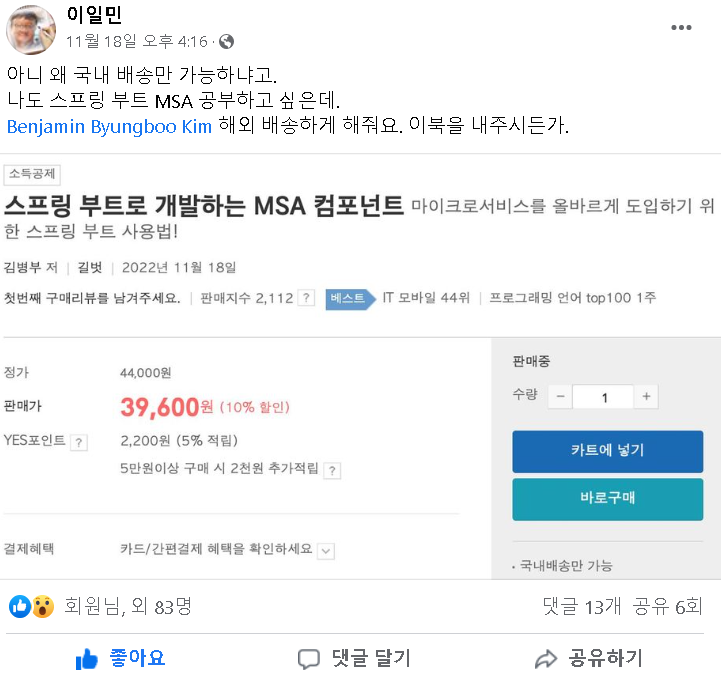 이일민
11월 18일 오후 4:16 ·
아니 왜 국내 배송만 가능하냐고.
나도 스프링 부트 MSA 공부하고 싶은데.
Benjamin Byungboo Kim 해외 배송하게 해줘요. 이북을 내주시든가.
소득공제
스프링 부트로 개발하는 MSA 컴포넌트 마이크로서비스를 올바르게 도입하기 위
한 스프링 부트 사용법!
김병부 저 | 길벗 | 2022년 11월 18일
첫번째 구매리뷰를 남겨주세요. | 판매지수 2,112 ? 베스트 IT 모바일 44위 | 프로그래밍 언어 top100 1주
정가 44,000원
판매가 39,600원 (10% 할인)
YES포인트 ? 2,200원 (5% 적립)
5만원이상 구매 시 2천원 추가적립 ?
결제혜택 카드/간편결제 혜택을 확인하세요
판매중
수량 − 1 +
카트에 넣기
바로구매
· 국내배송만 가능
회원님, 외 83명 댓글 13개 공유 6회
좋아요 댓글 달기 공유하기